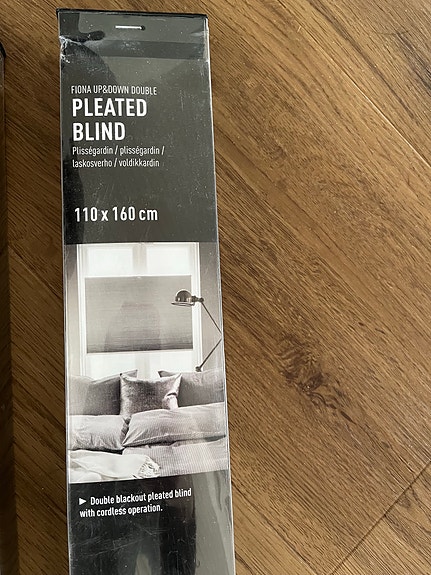 FIONA UP&DOWN DOUBLE
PLEATED
BLIND
Plisségardin / plisségardin /
laskosverho / voldikkardin
110 x 160 cm
► Double blackout pleated blind
with cordless operation.